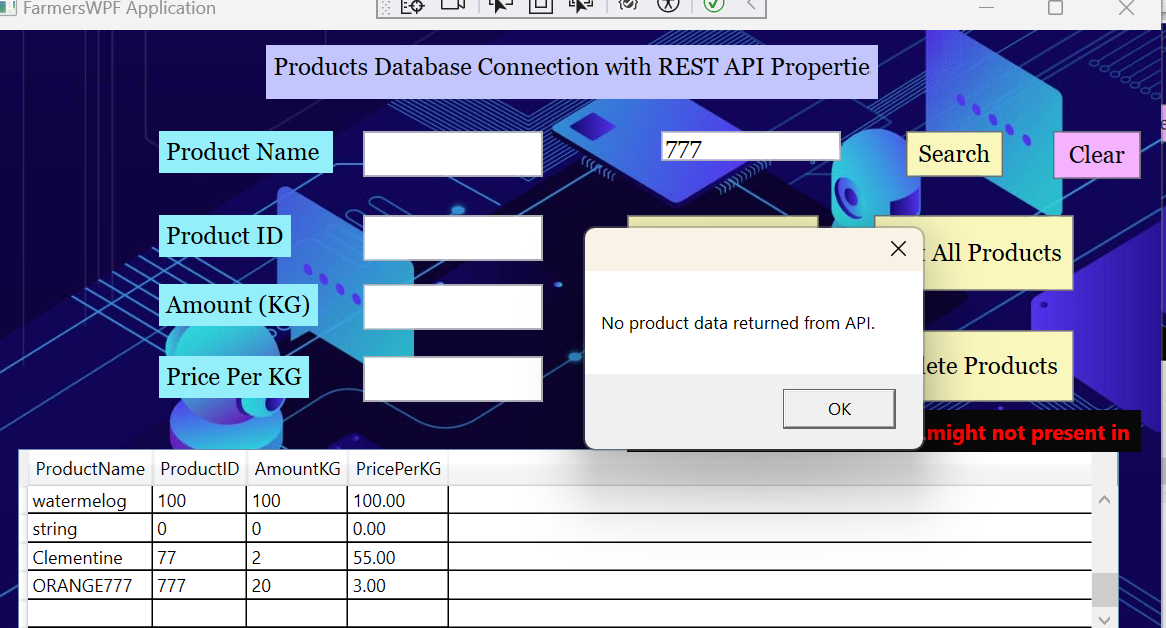 FarmersWPF Application
Products Database Connection with REST API Propertie
Product Name
777
Search
Clear
Product ID
All Products
Amount (KG)
No product data returned from API.
Price Per KG
ete Products
OK
might not present in
ProductName ProductID AmountKG PricePerKG
watermelog 100 100 100.00
string 0 0 0.00
Clementine 77 2 55.00
ORANGE777 777 20 3.00